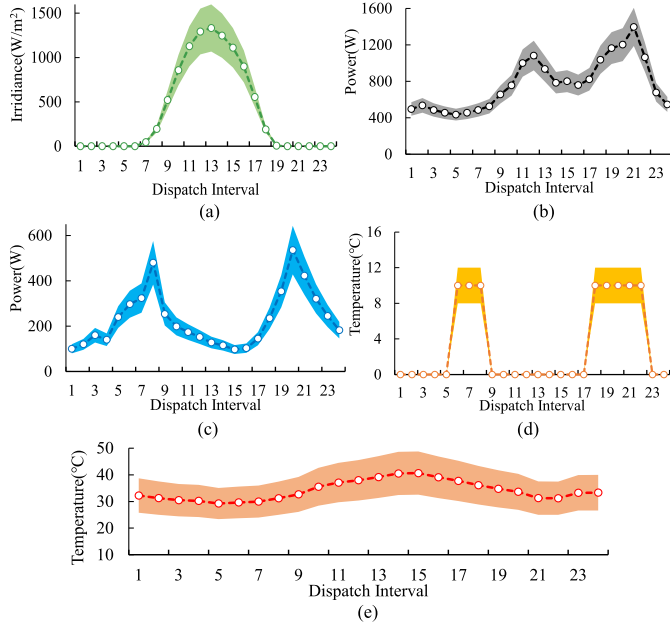 Irridiance(W/m²)
1500
1000
500
0
1 3 5 7 9 11 13 15 17 19 21 23
Dispatch Interval
(a)
Power(W)
1600
1200
800
400
0
1 3 5 7 9 11 13 15 17 19 21 23
Dispatch Interval
(b)
Power(W)
600
400
200
0
1 3 5 7 9 11 13 15 17 19 21 23
Dispatch Interval
(c)
Temperature(℃)
16
12
8
4
0
1 3 5 7 9 11 13 15 17 19 21 23
Dispatch Interval
(d)
Temperature(℃)
50
40
30
20
10
1 3 5 7 9 11 13 15 17 19 21 23
Dispatch Interval
(e)